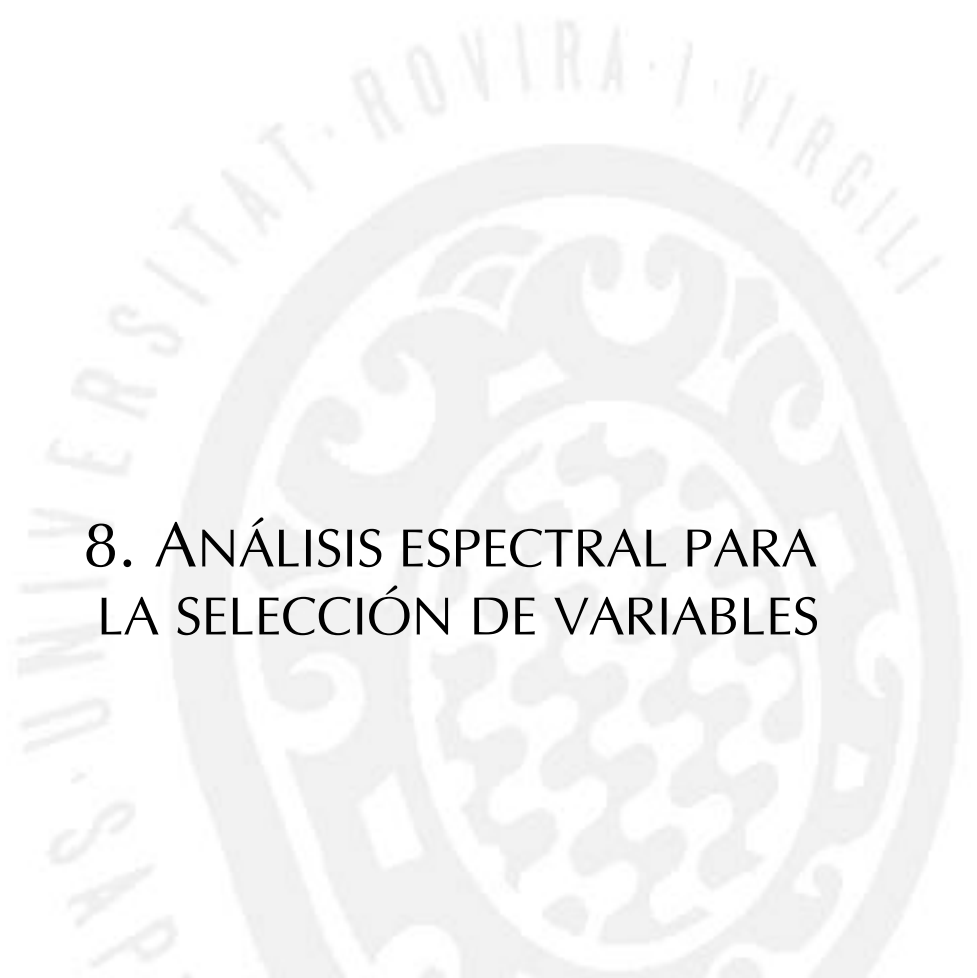 UNIVERSITAT · ROVIRA · I · VIRGILI
8. ANÁLISIS ESPECTRAL PARA
LA SELECCIÓN DE VARIABLES